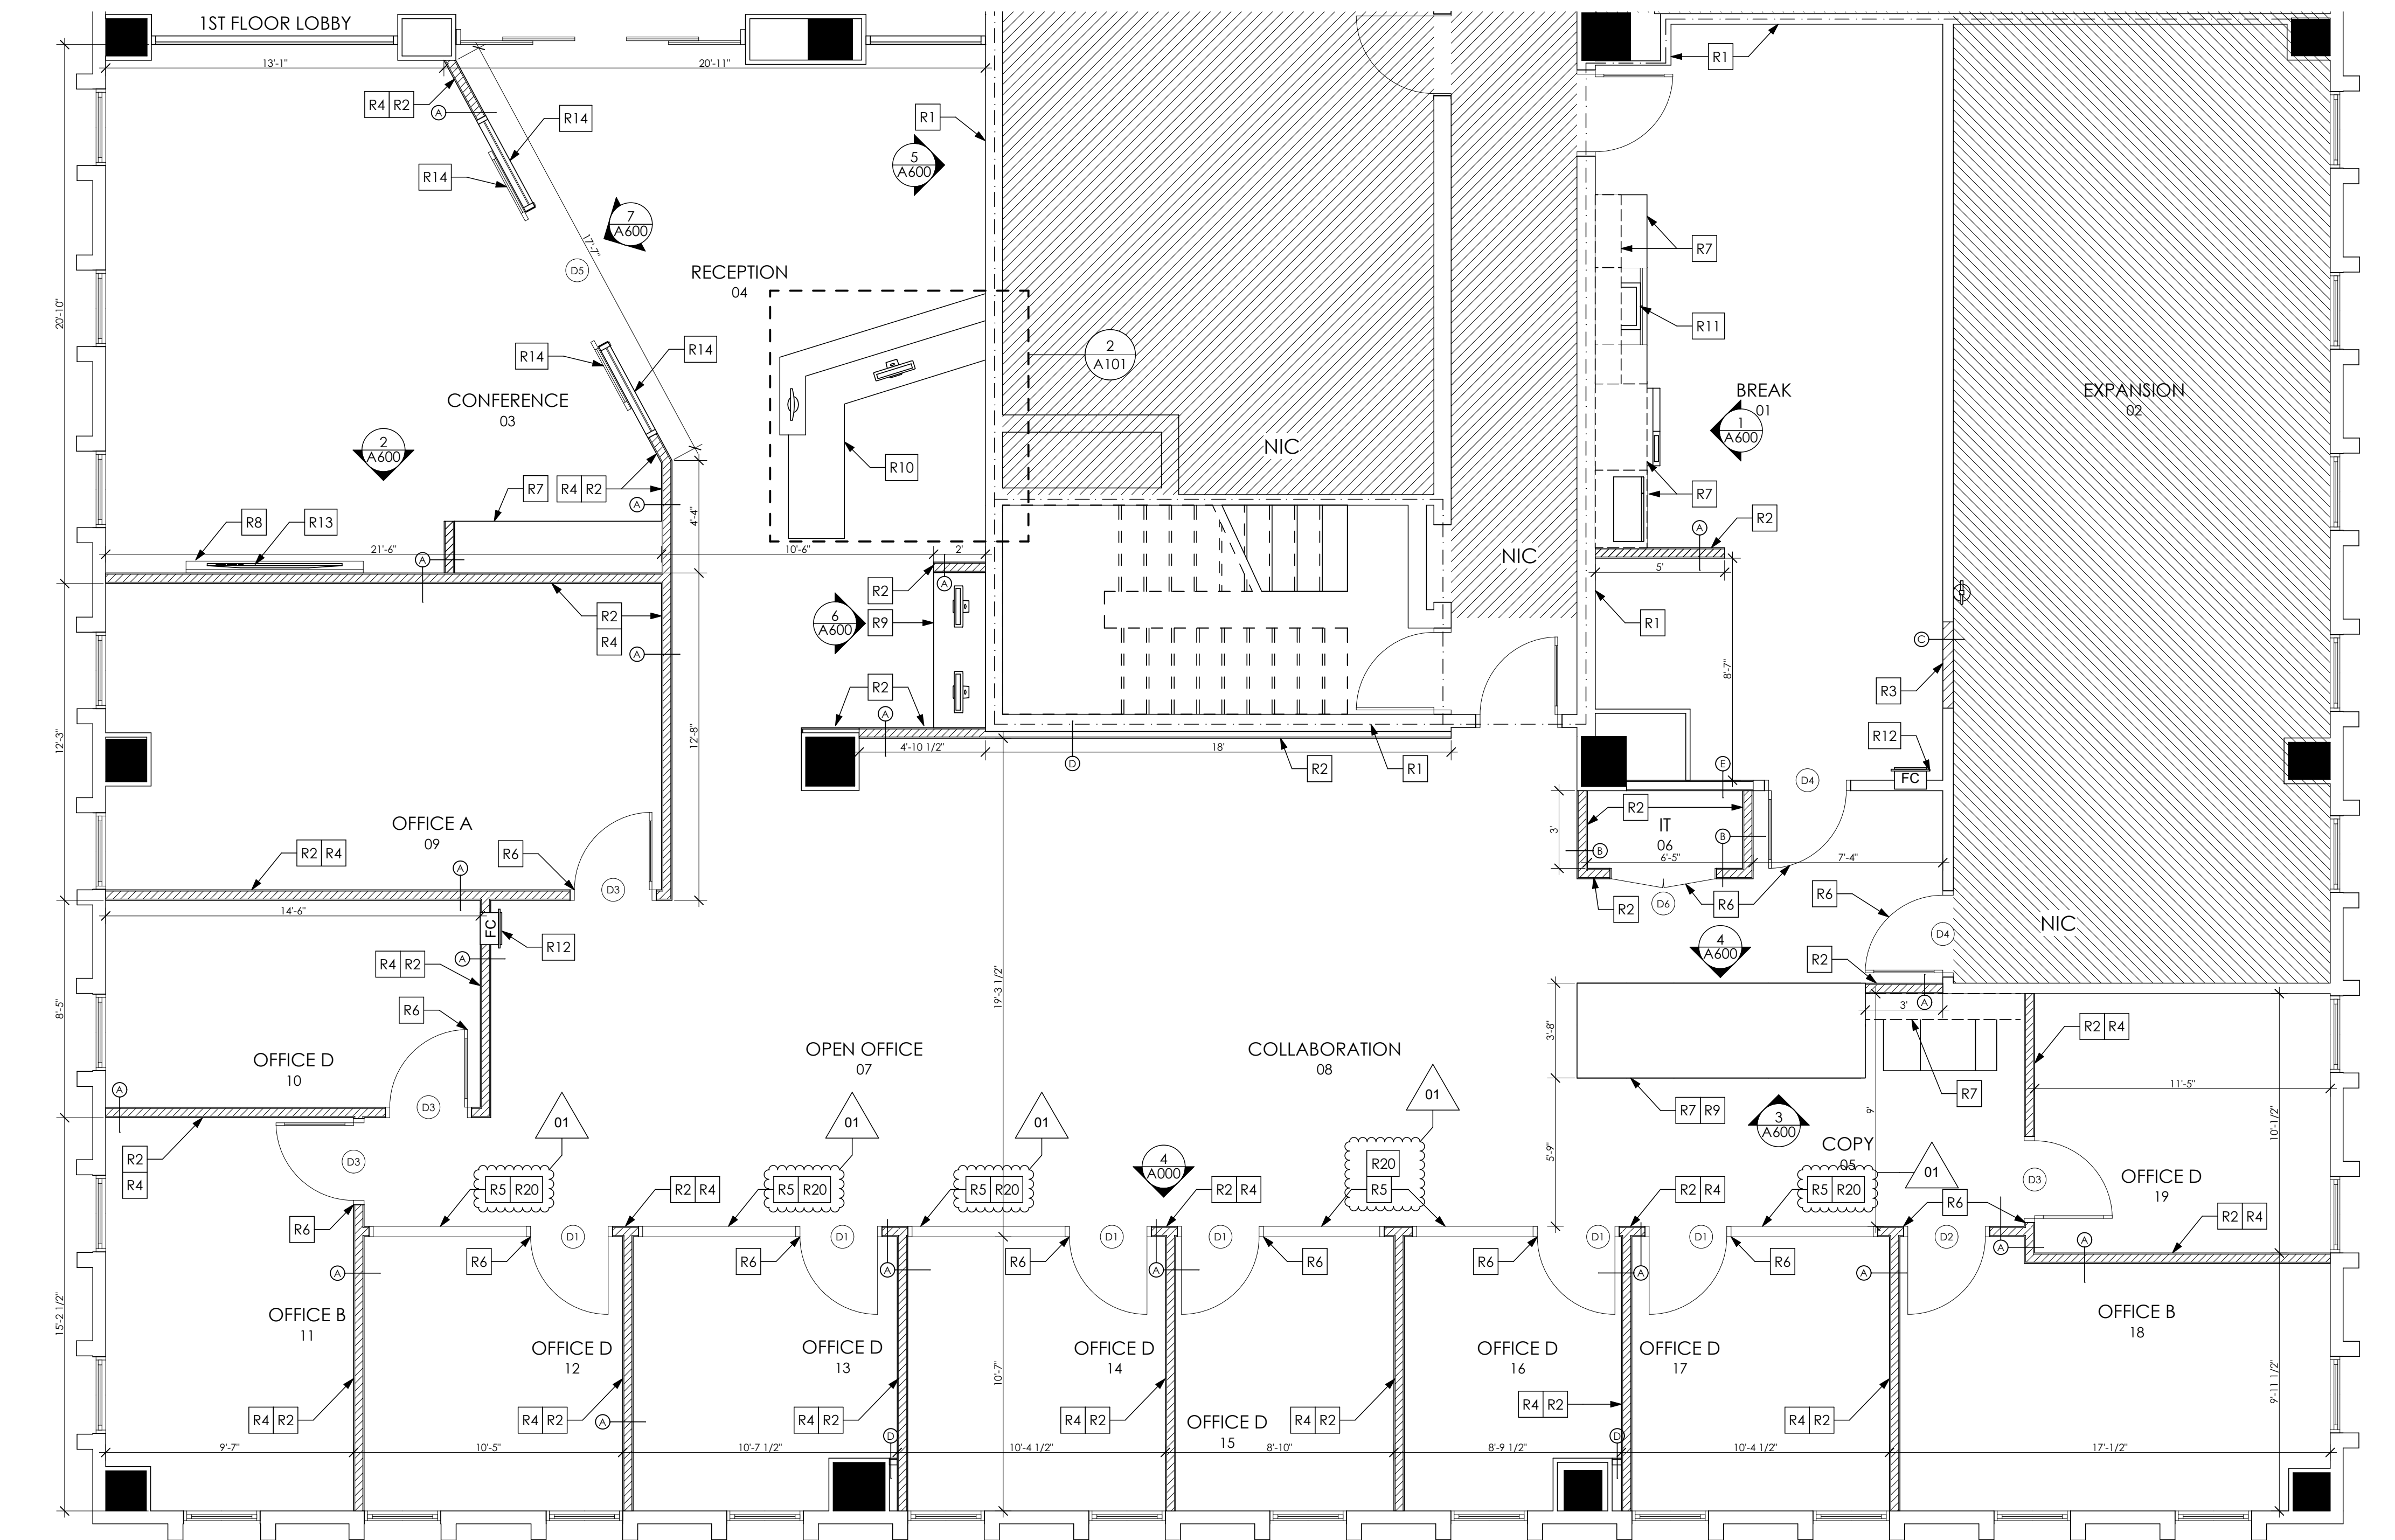 1ST FLOOR LOBBY
13'-1"
20'-11"
R1
R4 R2
A
R14
R1
R14
5
A600
7
A600
17'-7"
D5
R7
RECEPTION
04
20'-10"
R11
2
A101
R14
R14
CONFERENCE
03
BREAK
01
EXPANSION
02
1
A600
2
A600
NIC
R10
R7
R4 R2
R7
A
4'-4"
R8
R13
R2
A
21'-6"
A
10'-6"
2'
NIC
5'
R2
A
R2
R4
R9
6
A600
R1
C
A
8'-7"
R3
R2
A
12'-3"
12'-8"
R12
4'-10 1/2"
18'
D
R2
R1
E
D4
FC
R2
3'
IT
06
OFFICE A
09
R2 R4
R6
A
B
B
6'-5"
7'-4"
D3
D6
R2
R6
R6
14'-6"
FC
R12
NIC
D4
4
A600
R4 R2
A
R2
19'-3 1/2"
A
3'
8'-5"
R6
R2 R4
3'-8"
OPEN OFFICE
07
COLLABORATION
08
OFFICE D
10
A
11'-5"
R7
01
01
01
01
D3
R7 R9
9'
3
A600
10'-1/2"
COPY
05
5'-9"
R2
R4
D3
4
A000
R20
R5
01
OFFICE D
19
D3
R5 R20
R2 R4
R5 R20
R5 R20
R2 R4
R2 R4
R5 R20
R6
R6
R2 R4
D1
D1
D1
D1
D1
D1
D2
A
A
R6
R6
R6
R6
R6
R6
A
A
A
A
A
OFFICE B
11
OFFICE B
18
15'-2 1/2"
OFFICE D
12
OFFICE D
13
OFFICE D
14
OFFICE D
16
OFFICE D
17
10'-7"
9'-11 1/2"
R4 R2
R4 R2
A
R4 R2
R4 R2
OFFICE D
15
R4 R2
R4 R2
R4 R2
D
D
9'-7"
10'-5"
10'-7 1/2"
10'-4 1/2"
8'-10"
8'-9 1/2"
10'-4 1/2"
17'-1/2"